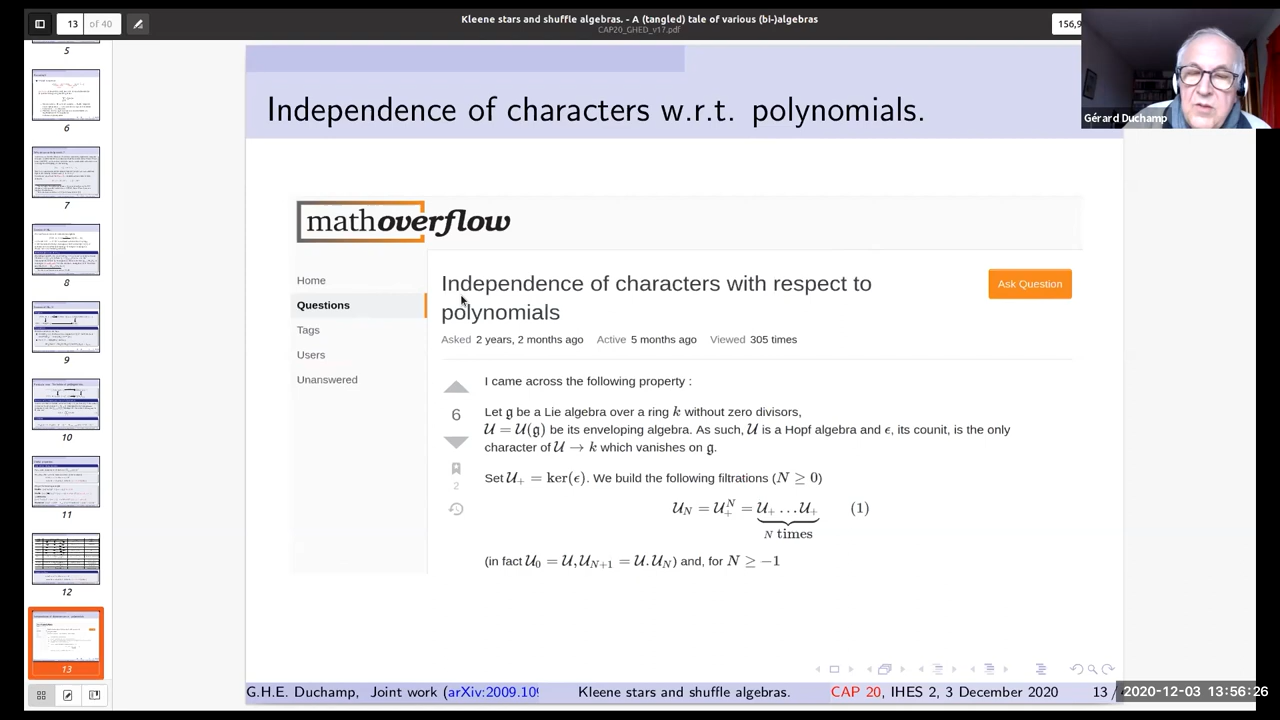 13 of 40
Kleene stars and shuffle algebras. - A (tangled) tale of various (bi-)algebras
CAP20_GHED_v17.pdf
156,9
Gérard Duchamp
5
6
7
8
9
10
11
12
13
Independence of characters w.r.t. polynomials.
mathoverflow
Home
Questions
Tags
Users
Unanswered
Independence of characters with respect to
polynomials
Ask Question
Asked 2 years, 2 months ago Active 5 months ago Viewed 305 times
came across the following property :
6
be a Lie algebra over a ring k without zero divisors,
𝒰 = 𝒰(𝔤) be its enveloping algebra. As such, 𝒰 is a Hopf algebra and ϵ, its counit, is the only
character of 𝒰 → k which vanishes on 𝔤.
2
Set 𝒰₊ = ker(ϵ). We build the following filtrations (N ≥ 0)
𝒰_N = 𝒰₊^N = 𝒰₊ … 𝒰₊ (1)
N times
in fact 𝒰₀ = 𝒰, 𝒰_{N+1} = 𝒰.𝒰_N) and, for N ≥ −1
G.H.E. Duchamp, Joint work (arXiv:2009.10 Kleene stars and shuffle algebras. CAP 20, IHES 2, 3 December 2020 13 /
2020-12-03 13:56:26